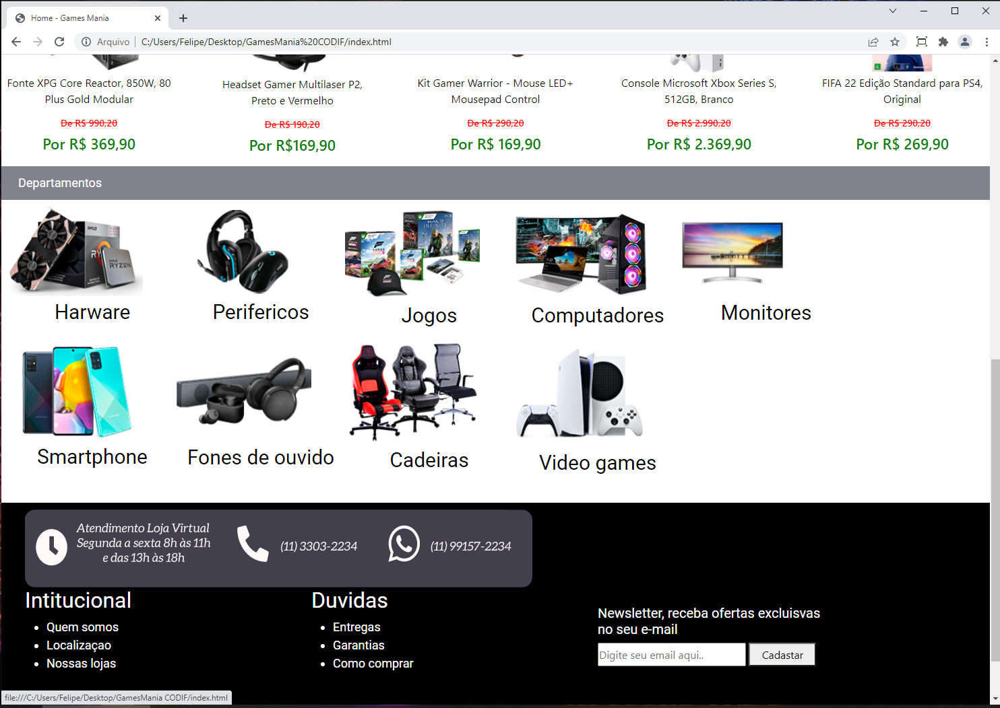 Home - Games Mania
Arquivo | C:/Users/Felipe/Desktop/GamesMania%20CODIF/index.html
Fonte XPG Core Reactor, 850W, 80
Plus Gold Modular
De R$ 990,20
Por R$ 369,90
Headset Gamer Multilaser P2,
Preto e Vermelho
De R$ 190,20
Por R$169,90
Kit Gamer Warrior - Mouse LED+
Mousepad Control
De R$ 290,20
Por R$ 169,90
Console Microsoft Xbox Series S,
512GB, Branco
De R$ 2.990,20
Por R$ 2.369,90
FIFA 22 Edição Standard para PS4,
Original
De R$ 290,20
Por R$ 269,90
Departamentos
AMD
RYZEN
HALO
INFINITE
FORZA
Harware
Perifericos
Jogos
Computadores
Monitores
Smartphone
Fones de ouvido
Cadeiras
Video games
Atendimento Loja Virtual
Segunda a sexta 8h às 11h
e das 13h às 18h
(11) 3303-2234
(11) 99157-2234
Intitucional
Quem somos
Localizaçao
Nossas lojas
Duvidas
Entregas
Garantias
Como comprar
Newsletter, receba ofertas excluisvas
no seu e-mail
Digite seu email aqui..
Cadastar
file:///C:/Users/Felipe/Desktop/GamesMania CODIF/index.html